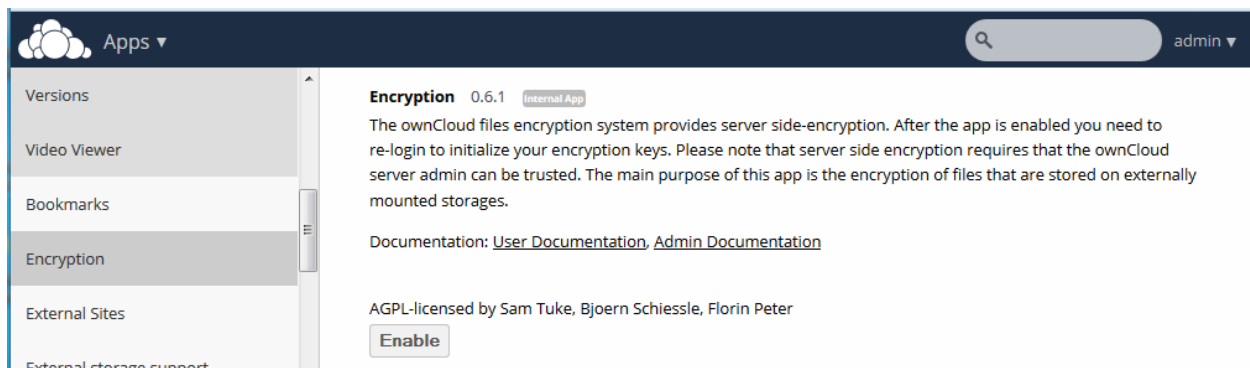 Apps ▾
admin ▾
Versions
Video Viewer
Bookmarks
Encryption
External Sites
External storage support
Encryption 0.6.1 Internal App
The ownCloud files encryption system provides server side-encryption. After the app is enabled you need to
re-login to initialize your encryption keys. Please note that server side encryption requires that the ownCloud
server admin can be trusted. The main purpose of this app is the encryption of files that are stored on externally
mounted storages.
Documentation: User Documentation, Admin Documentation
AGPL-licensed by Sam Tuke, Bjoern Schiessle, Florin Peter
Enable